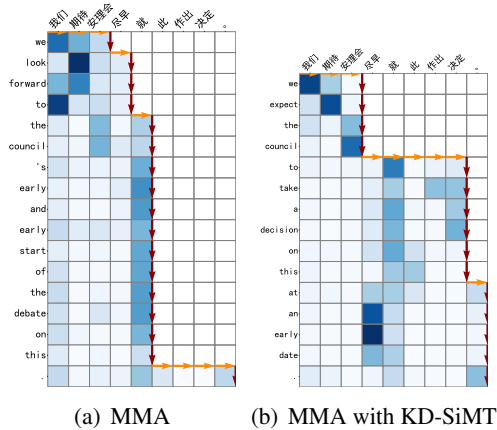 我们 期待 安理会 尽早 就 此 作出 决定 。
we
look
forward
to
the
council
's
early
and
early
start
of
the
debate
on
this
.
(a) MMA
我们 期待 安理会 尽早 就 此 作出 决定 。
we
expect
the
council
to
take
a
decision
on
this
at
an
early
date
.
(b) MMA with KD-SiMT